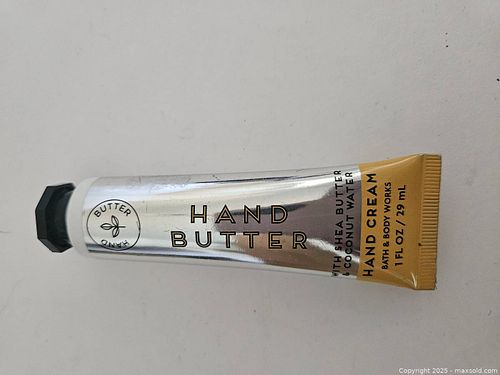 BUTTER
HAND
HAND
BUTTER
WITH SHEA BUTTER
& COCONUT WATER
HAND CREAM
BATH & BODY WORKS
1 FL OZ / 29 mL
Copyright 2025 - maxsold.com